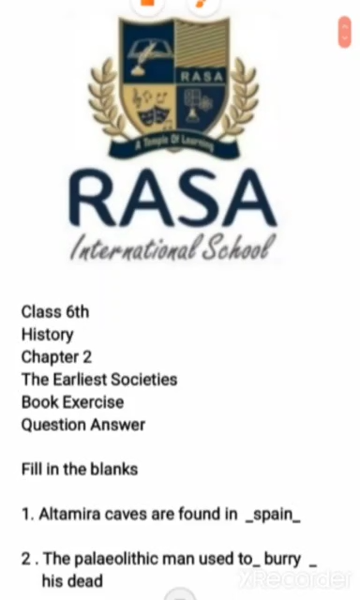 RASA
A Temple Of Learning
RASA
International School
Class 6th
History
Chapter 2
The Earliest Societies
Book Exercise
Question Answer
Fill in the blanks
1. Altamira caves are found in _spain_
2 . The palaeolithic man used to_ burry _
his dead
XRecorder